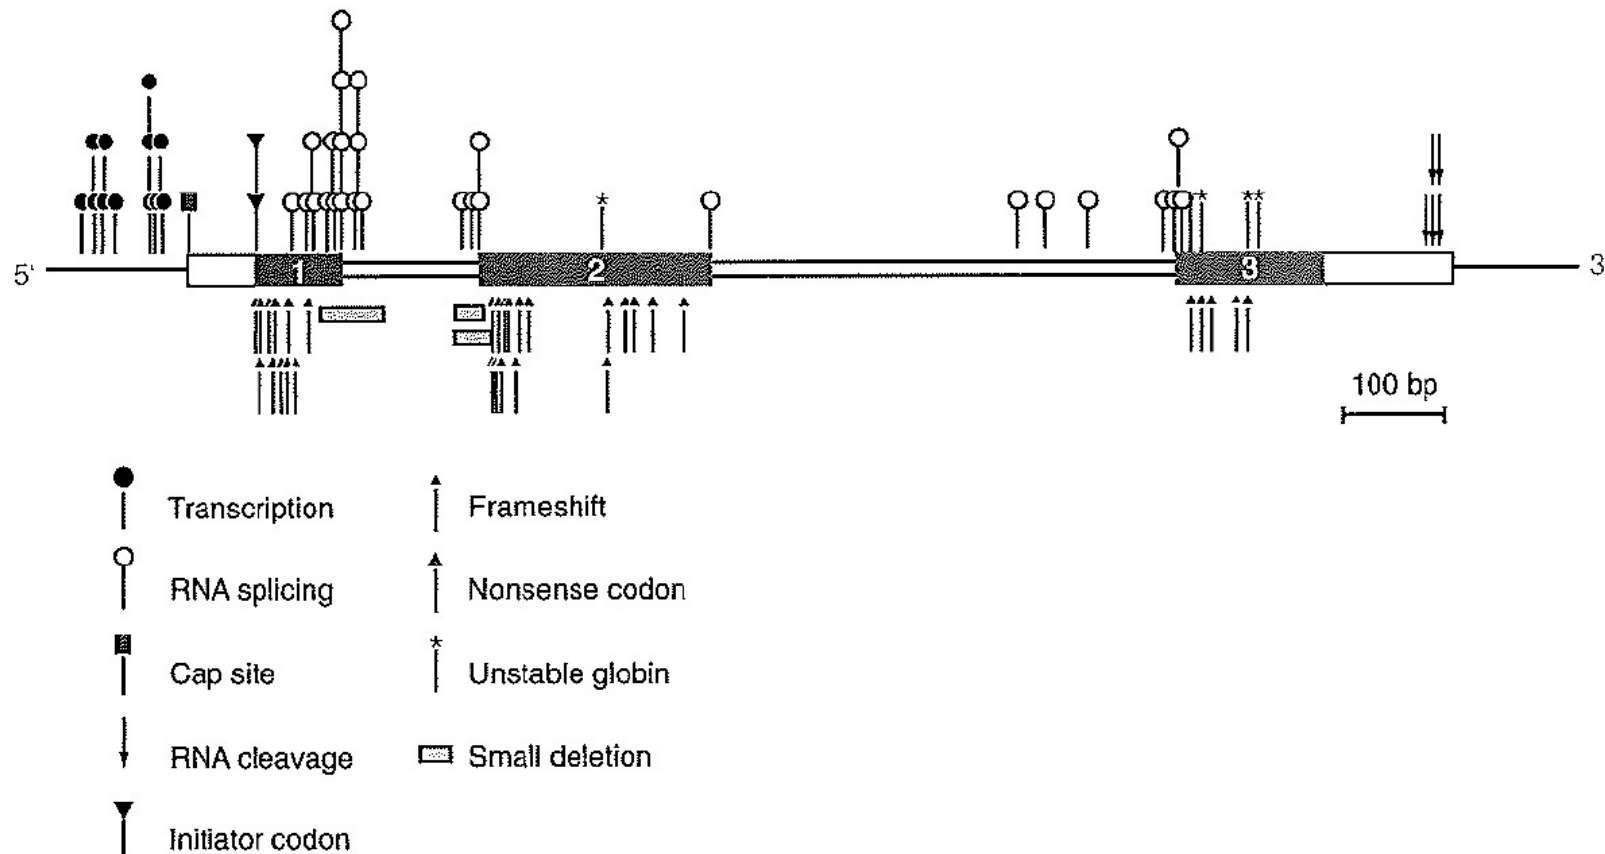 5' 1 2 3 3
100 bp
Transcription Frameshift
RNA splicing Nonsense codon
Cap site * Unstable globin
RNA cleavage Small deletion
Initiator codon